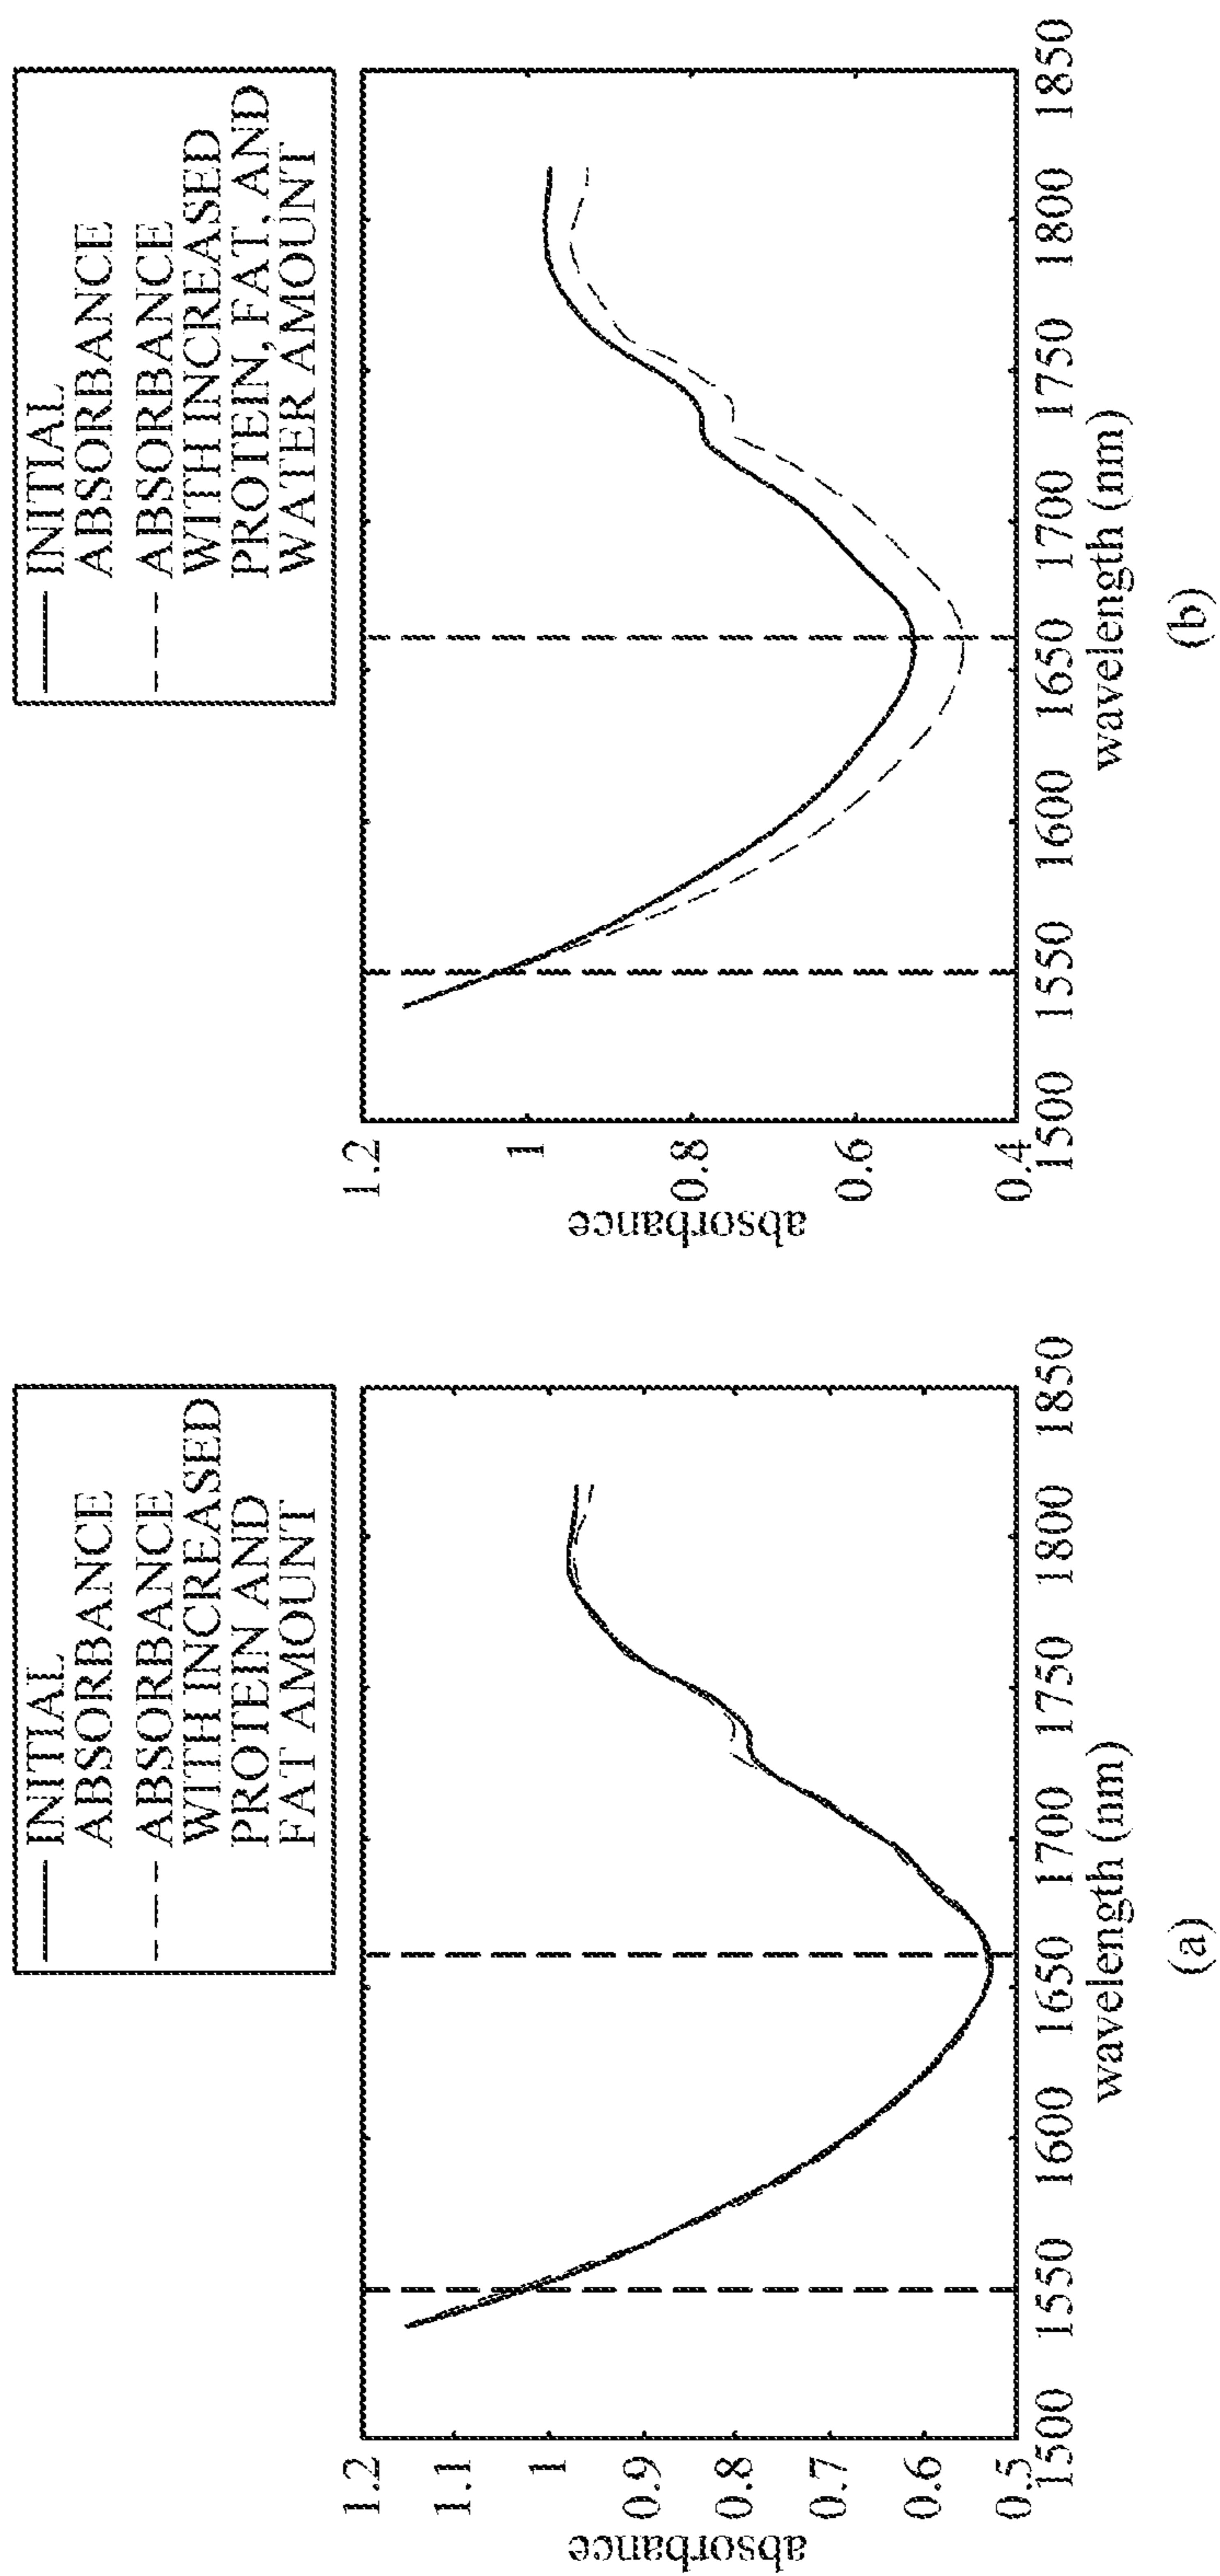 INITIAL
ABSORBANCE
ABSORBANCE
WITH INCREASED
PROTEIN AND
FAT AMOUNT
absorbance
1.2
1.1
1
0.9
0.8
0.7
0.6
0.5
1500
1550
1600
1650
1700
1750
1800
1850
wavelength (nm)
(a)
INITIAL
ABSORBANCE
ABSORBANCE
WITH INCREASED
PROTEIN, FAT, AND
WATER AMOUNT
absorbance
1.2
1
0.8
0.6
0.4
1500
1550
1600
1650
1700
1750
1800
1850
wavelength (nm)
(b)